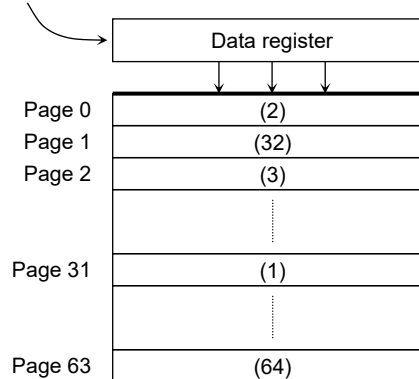 Data register
Page 0 (2)
Page 1 (32)
Page 2 (3)
Page 31 (1)
Page 63 (64)